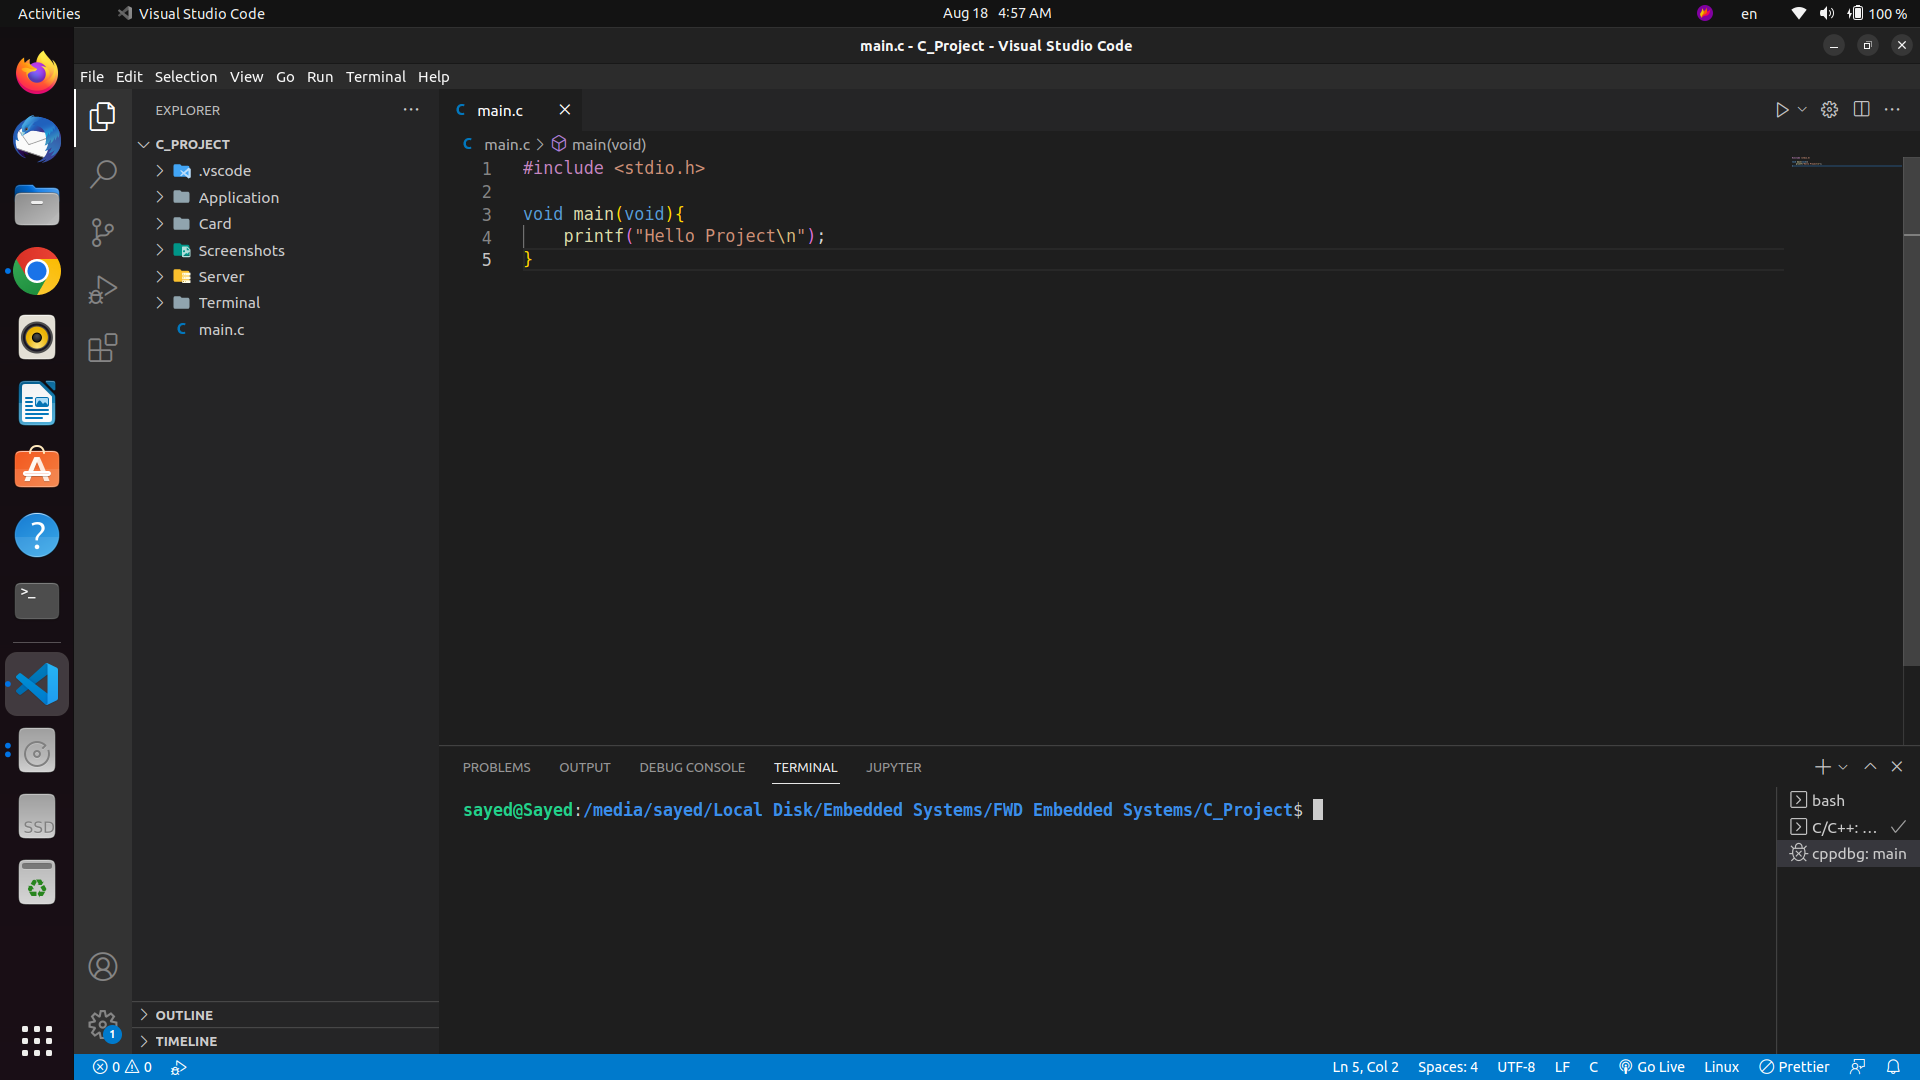 Activities
Visual Studio Code
Aug 18 4:57 AM
en
100 %
main.c - C_Project - Visual Studio Code
File Edit Selection View Go Run Terminal Help
EXPLORER
C_PROJECT
.vscode
Application
Card
Screenshots
Server
Terminal
C main.c
OUTLINE
TIMELINE
C main.c
C main.c > main(void)
1 #include <stdio.h>
2
3 void main(void){
4 printf("Hello Project\n");
5 }
PROBLEMS OUTPUT DEBUG CONSOLE TERMINAL JUPYTER
sayed@Sayed:/media/sayed/Local Disk/Embedded Systems/FWD Embedded Systems/C_Project$
bash
C/C++: ...
cppdbg: main
>_
SSD
?
1
0 0
Ln 5, Col 2 Spaces: 4 UTF-8 LF C Go Live Linux Prettier